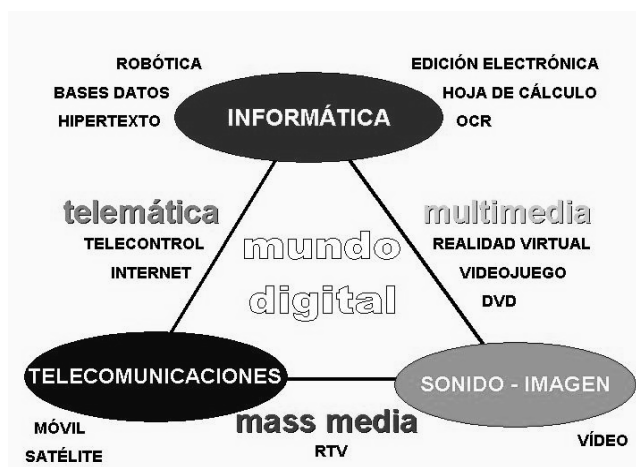 ROBÓTICA
EDICIÓN ELECTRÓNICA
BASES DATOS
HOJA DE CÁLCULO
HIPERTEXTO
INFORMÁTICA
OCR
telemática
multimedia
TELECONTROL
mundo
REALIDAD VIRTUAL
INTERNET
VIDEOJUEGO
digital
DVD
TELECOMUNICACIONES
SONIDO - IMAGEN
mass media
MÓVIL
RTV
VÍDEO
SATÉLITE